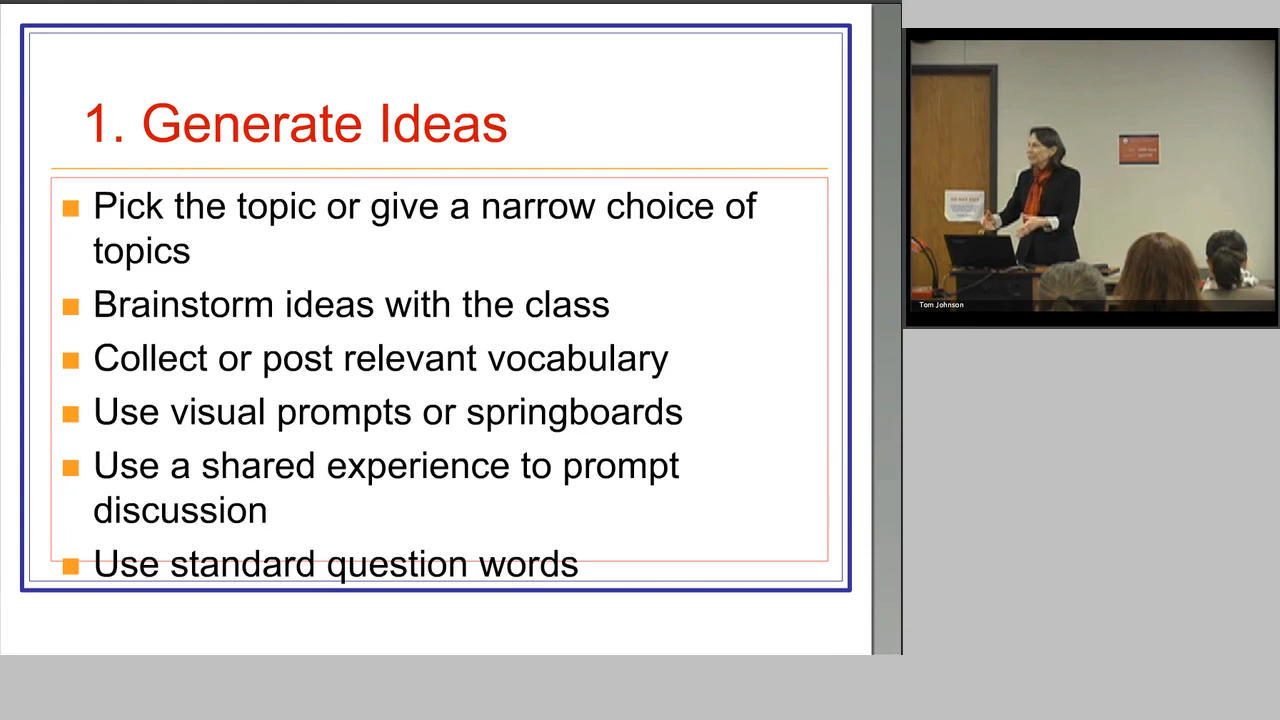 1. Generate Ideas
Pick the topic or give a narrow choice of
topics
Brainstorm ideas with the class
Collect or post relevant vocabulary
Use visual prompts or springboards
Use a shared experience to prompt
discussion
Use standard question words
Tom Johnson